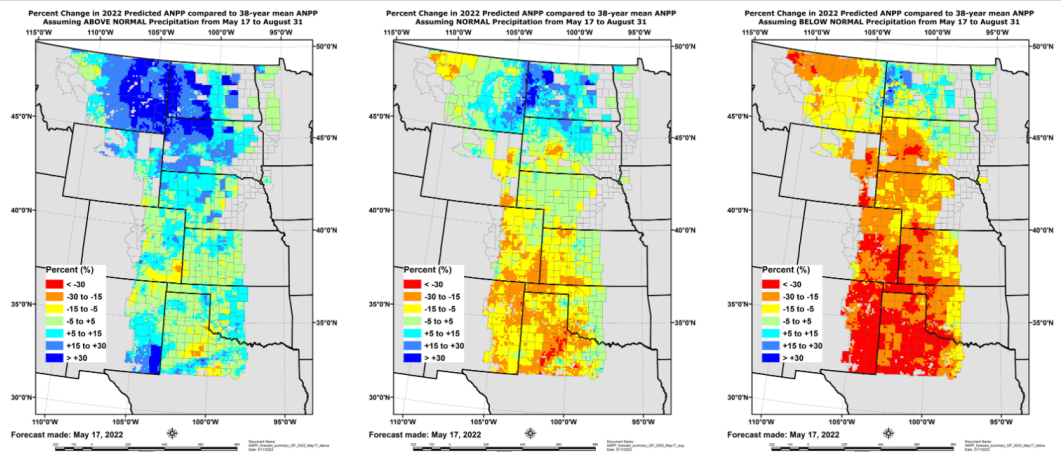 Percent Change in 2022 Predicted ANPP compared to 38-year mean ANPP
Assuming ABOVE NORMAL Precipitation from May 17 to August 31
115°0'W 110°0'W 105°0'W 100°0'W 95°0'W
50°0'N
45°0'N
45°0'N
40°0'N
40°0'N
35°0'N
35°0'N
30°0'N
30°0'N
Percent (%)
< -30
-30 to -15
-15 to -5
-5 to +5
+5 to +15
+15 to +30
> +30
110°0'W 105°0'W 100°0'W 95°0'W
Forecast made: May 17, 2022
Document Name
Percent Change in 2022 Predicted ANPP compared to 38-year mean ANPP
Assuming NORMAL Precipitation from May 17 to August 31
115°0'W 110°0'W 105°0'W 100°0'W 95°0'W
50°0'N
45°0'N
45°0'N
40°0'N
40°0'N
35°0'N
35°0'N
30°0'N
30°0'N
Percent (%)
< -30
-30 to -15
-15 to -5
-5 to +5
+5 to +15
+15 to +30
> +30
110°0'W 105°0'W 100°0'W 95°0'W
Forecast made: May 17, 2022
Document Name
Percent Change in 2022 Predicted ANPP compared to 38-year mean ANPP
Assuming BELOW NORMAL Precipitation from May 17 to August 31
115°0'W 110°0'W 105°0'W 100°0'W 95°0'W
50°0'N
45°0'N
45°0'N
40°0'N
40°0'N
35°0'N
35°0'N
30°0'N
30°0'N
Percent (%)
< -30
-30 to -15
-15 to -5
-5 to +5
+5 to +15
+15 to +30
> +30
110°0'W 105°0'W 100°0'W 95°0'W
Forecast made: May 17, 2022
Document Name